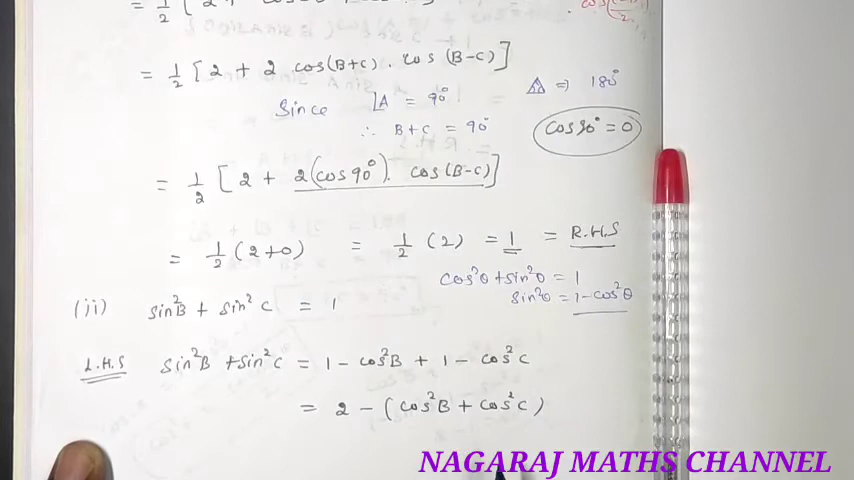 = 1/2 [ 2 + 2 cos(B+C) . cos (B-C) ]
Since ∠A = 90° △ ⇒ 180°
∴ B+C = 90° cos90° = 0
= 1/2 [ 2 + 2(cos 90°) . cos(B-C) ]
= 1/2 (2+0) = 1/2 (2) = 1 = R.H.S
cos²θ + sin²θ = 1
sin²θ = 1-cos²θ
(ii) sin²B + sin²C = 1
L.H.S sin²B + sin²C = 1 - cos²B + 1 - cos²C
= 2 - (cos²B + cos²C)
NAGARAJ MATHS CHANNEL